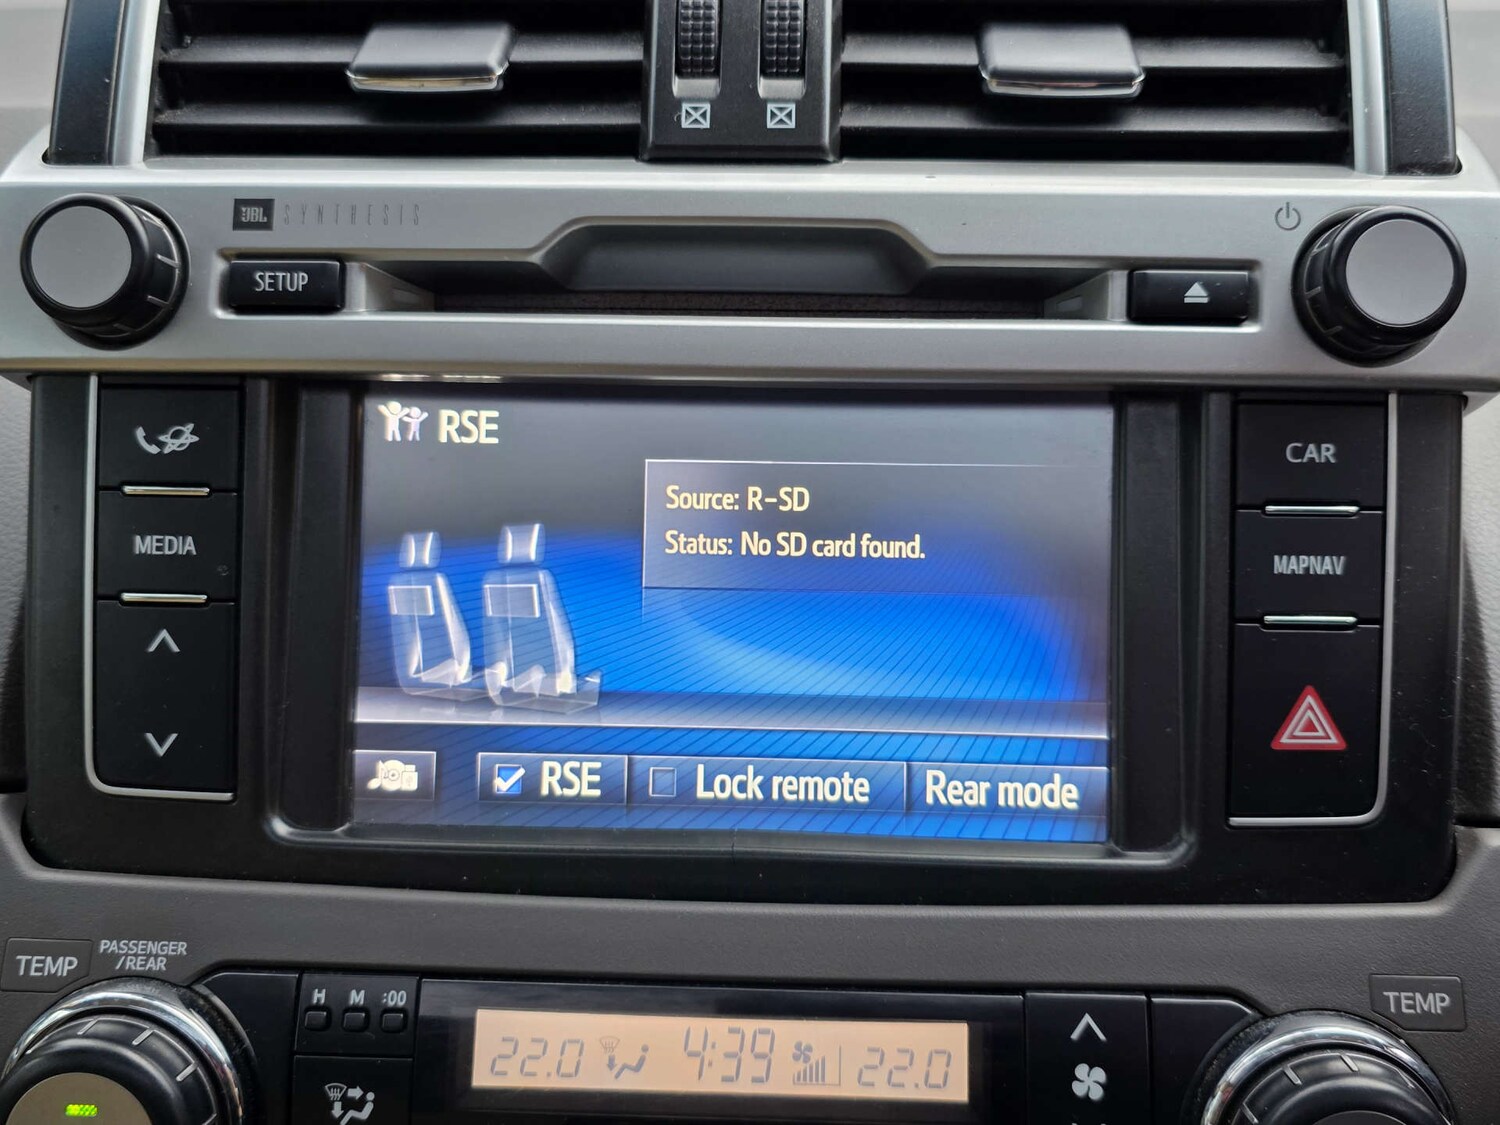 JBL SYNTHESIS
SETUP
RSE
Source: R-SD
Status: No SD card found.
RSE
Lock remote
Rear mode
MEDIA
CAR
MAPNAV
TEMP
PASSENGER
/REAR
H M :00
22.0 4:39 22.0
TEMP